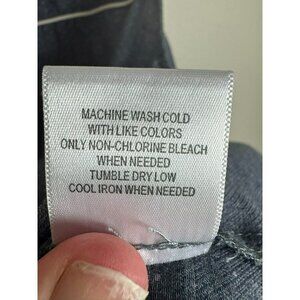 MACHINE WASH COLD
WITH LIKE COLORS
ONLY NON-CHLORINE BLEACH
WHEN NEEDED
TUMBLE DRY LOW
COOL IRON WHEN NEEDED